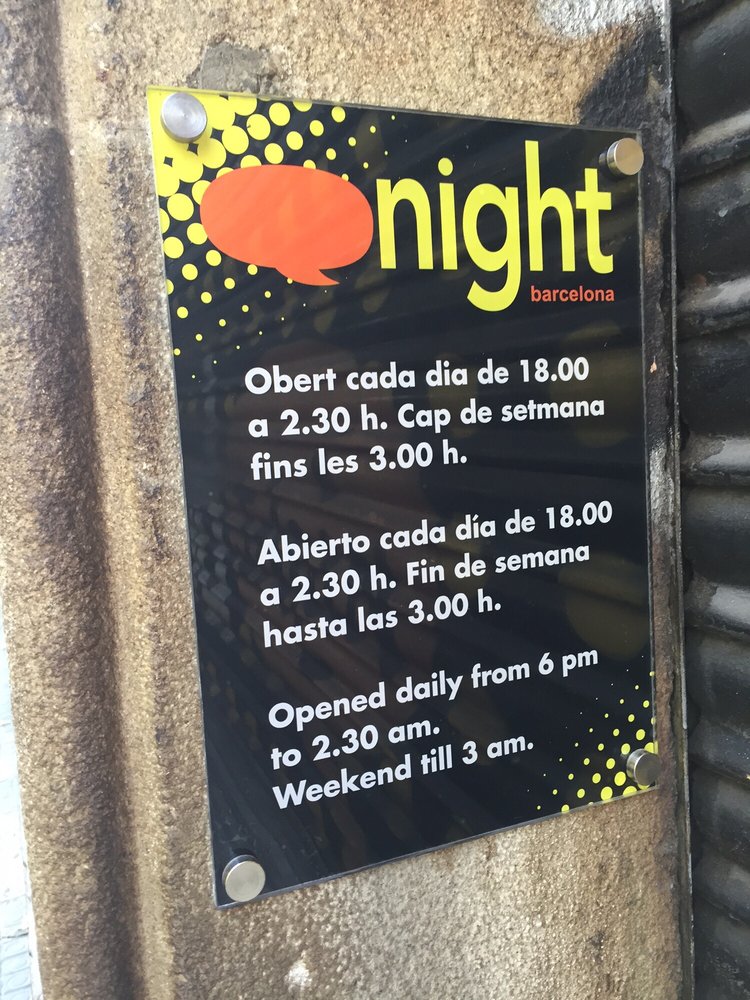 night
barcelona
Obert cada dia de 18.00
a 2.30 h. Cap de setmana
fins les 3.00 h.
Abierto cada día de 18.00
a 2.30 h. Fin de semana
hasta las 3.00 h.
Opened daily from 6 pm
to 2.30 am.
Weekend till 3 am.